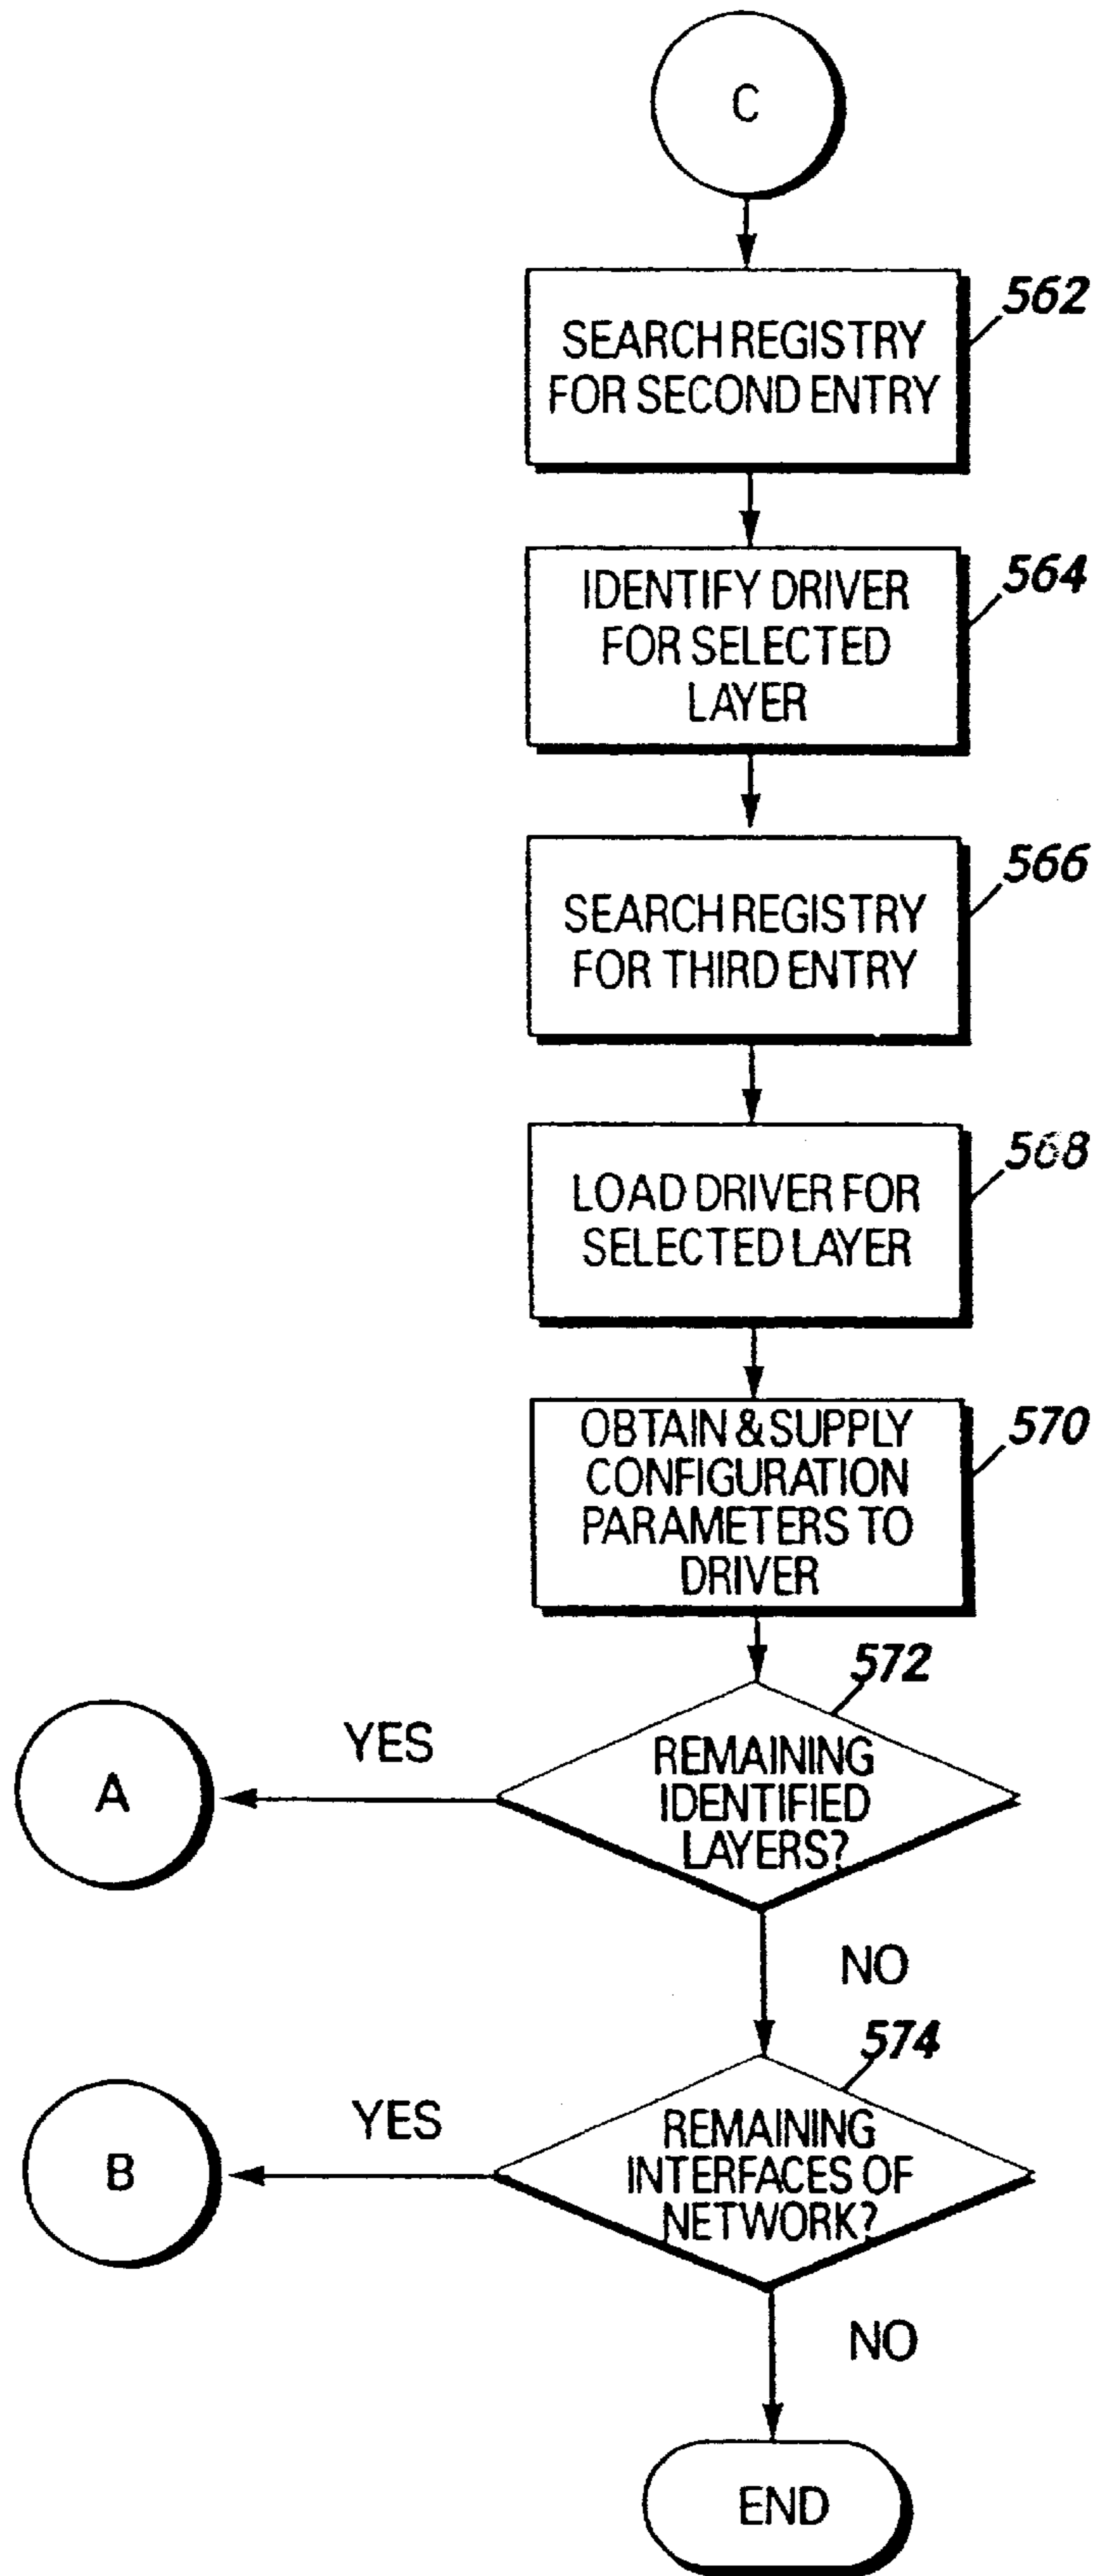 C
562
SEARCH REGISTRY
FOR SECOND ENTRY
564
IDENTIFY DRIVER
FOR SELECTED
LAYER
566
SEARCH REGISTRY
FOR THIRD ENTRY
568
LOAD DRIVER FOR
SELECTED LAYER
570
OBTAIN & SUPPLY
CONFIGURATION
PARAMETERS TO
DRIVER
572
YES
A
REMAINING
IDENTIFIED
LAYERS?
NO
574
YES
B
REMAINING
INTERFACES OF
NETWORK?
NO
END